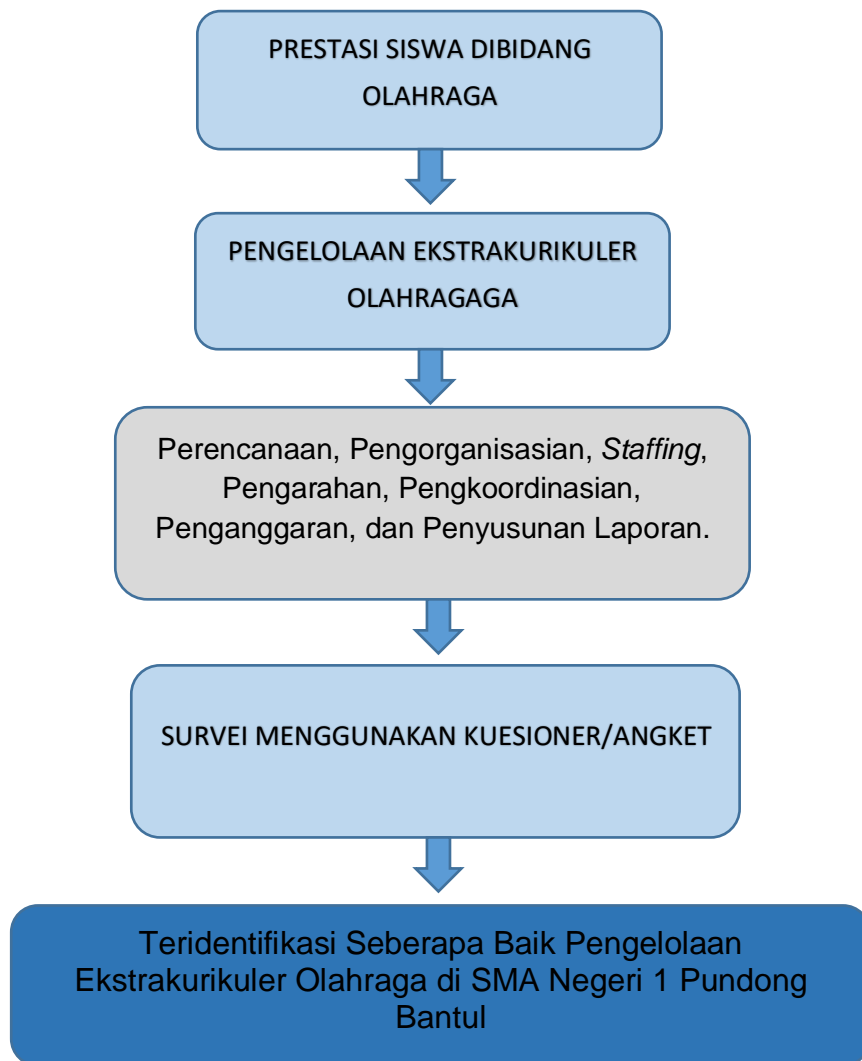 PRESTASI SISWA DIBIDANG
OLAHRAGA
PENGELOLAAN EKSTRAKURIKULER
OLAHRAGAGA
Perencanaan, Pengorganisasian, Staffing,
Pengarahan, Pengkoordinasian,
Penganggaran, dan Penyusunan Laporan.
SURVEI MENGGUNAKAN KUESIONER/ANGKET
Teridentifikasi Seberapa Baik Pengelolaan
Ekstrakurikuler Olahraga di SMA Negeri 1 Pundong
Bantul